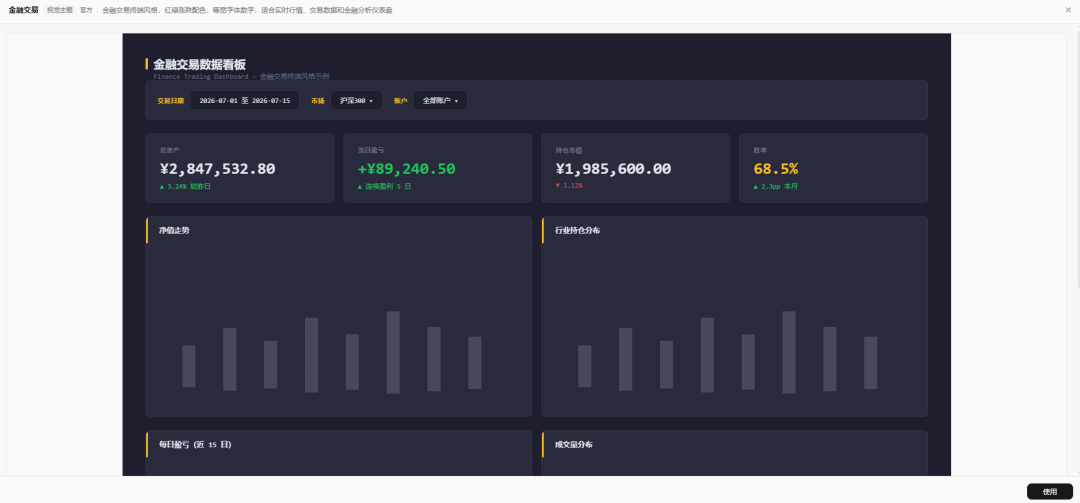 金融交易 视觉主题 官方 金融交易终端风格，红绿涨跌配色，等宽字体数字，适合实时行情、交易数据和金融分析仪表盘 ×
金融交易数据看板
Finance Trading Dashboard · 金融交易终端风格示例
交易日期 2026-07-01 至 2026-07-15 市场 沪深300 ▾ 账户 全部账户 ▾
总资产
¥2,847,532.80
▲ 3.24% 较昨日
当日盈亏
+¥89,240.50
▲ 连续盈利 5 日
持仓市值
¥1,985,600.00
▼ 1.12%
胜率
68.5%
▲ 2.3pp 本月
净值走势
行业持仓分布
每日盈亏（近 15 日）
成交量分布
使用